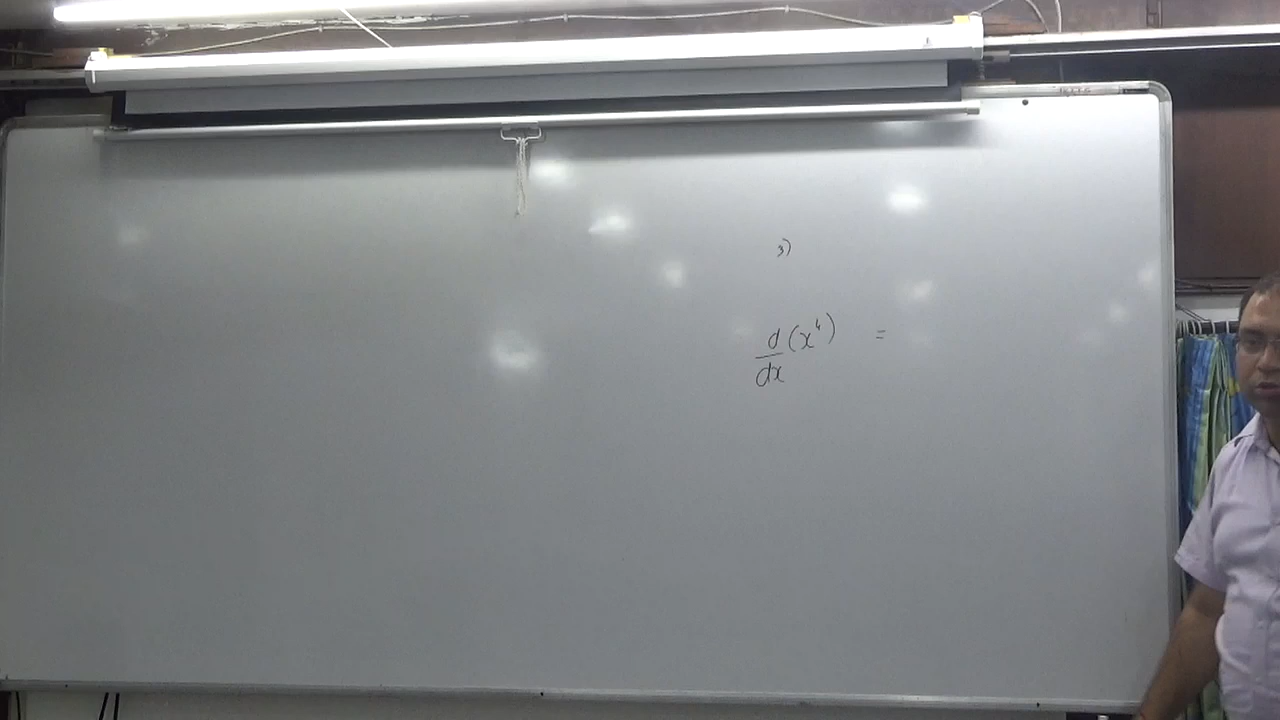 3)
d/dx (x⁴) =